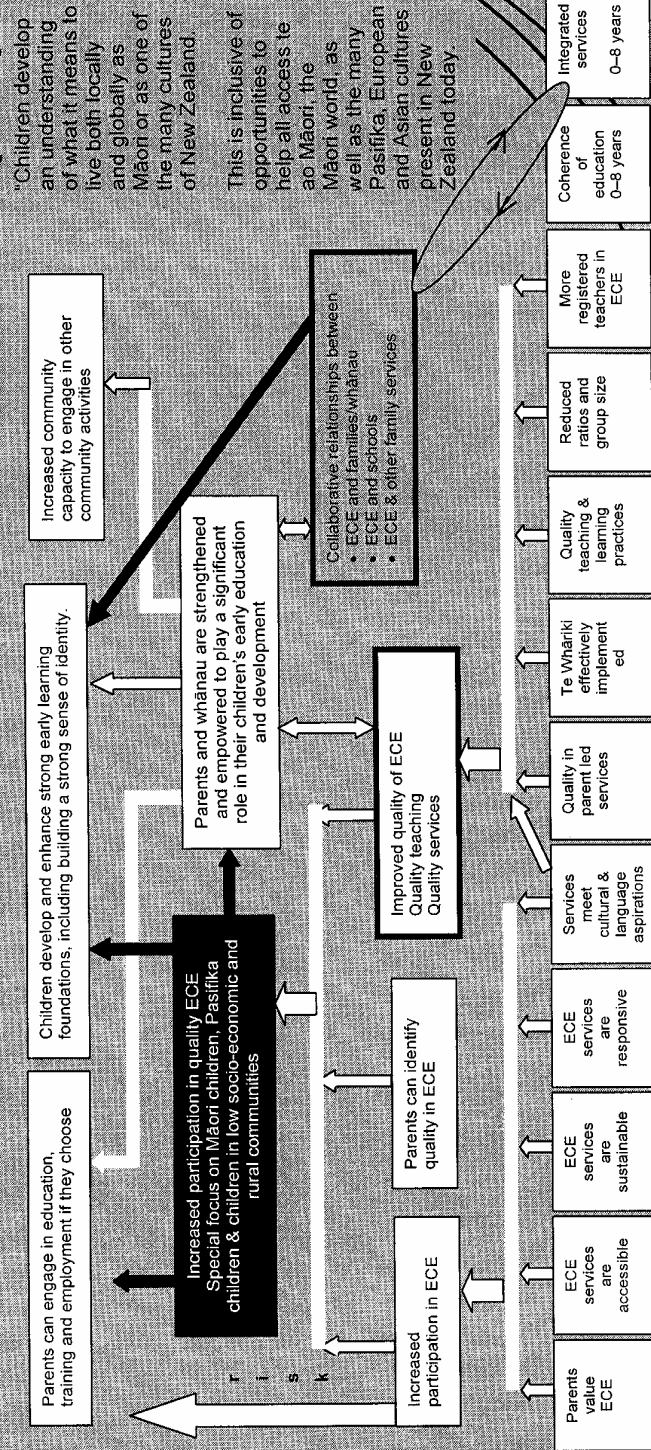 Parents can engage in education,
training and employment if they choose
Children develop and enhance strong early learning
foundations, including building a strong sense of identity.
Increased community
capacity to engage in other
community activities
"Children develop
an understanding
of what it means to
live both locally
and globally as
Māori or as one of
the many cultures
of New Zealand.
This is inclusive of
opportunities to
help all access te
ao Māori, the
Māori world, as
well as the many
Pasifika, European
and Asian cultures
present in New
Zealand today.
r
i
s
k
Increased participation in quality ECE
Special focus on Māori children, Pasifika
children & children in low socio-economic and
rural communities
Parents and whānau are strengthened
and empowered to play a significant
role in their children's early education
and development
Collaborative relationships between
• ECE and families/whānau
• ECE and schools
• ECE & other family services
Increased
participation in ECE
Parents can identify
quality in ECE
Improved quality of ECE
Quality teaching
Quality services
Parents
value
ECE
ECE
services
are
accessible
ECE
services
are
sustainable
ECE
services
are
responsive
Services
meet
cultural &
language
aspirations
Quality in
parent led
services
Te Whāriki
effectively
implement
ed
Quality
teaching &
learning
practices
Reduced
ratios and
group size
More
registered
teachers in
ECE
Coherence
of
education
0–8 years
Integrated
services
0–8 years